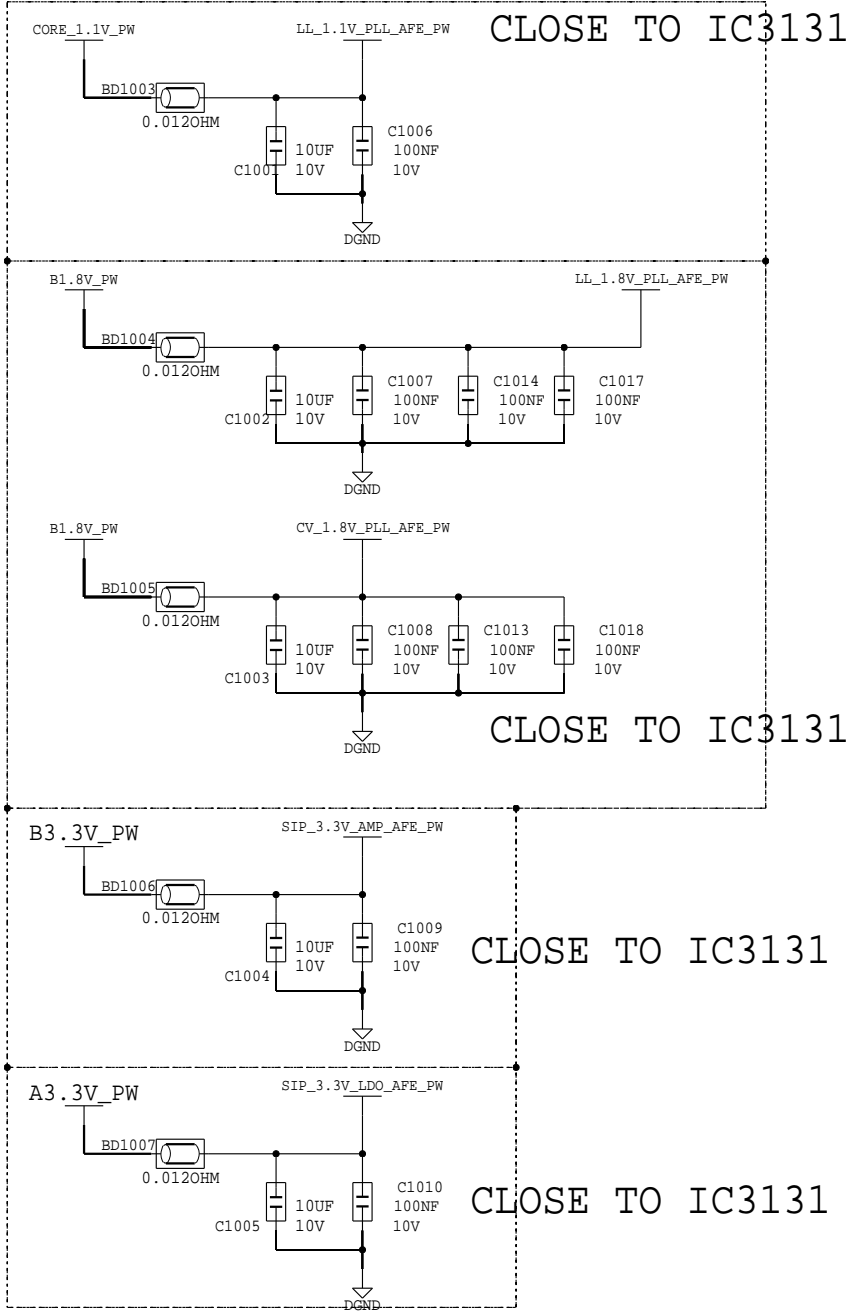 CLOSE TO IC3131
CORE_1.1V_PW
LL_1.1V_PLL_AFE_PW
BD1003
0.012OHM
C1001
10UF
10V
C1006
100NF
10V
DGND
B1.8V_PW
LL_1.8V_PLL_AFE_PW
BD1004
0.012OHM
C1002
10UF
10V
C1007
100NF
10V
C1014
100NF
10V
C1017
100NF
10V
DGND
B1.8V_PW
CV_1.8V_PLL_AFE_PW
BD1005
0.012OHM
C1003
10UF
10V
C1008
100NF
10V
C1013
100NF
10V
C1018
100NF
10V
DGND
CLOSE TO IC3131
B3.3V_PW
SIP_3.3V_AMP_AFE_PW
BD1006
0.012OHM
C1004
10UF
10V
C1009
100NF
10V
CLOSE TO IC3131
DGND
A3.3V_PW
SIP_3.3V_LDO_AFE_PW
BD1007
0.012OHM
C1005
10UF
10V
C1010
100NF
10V
CLOSE TO IC3131
DGND